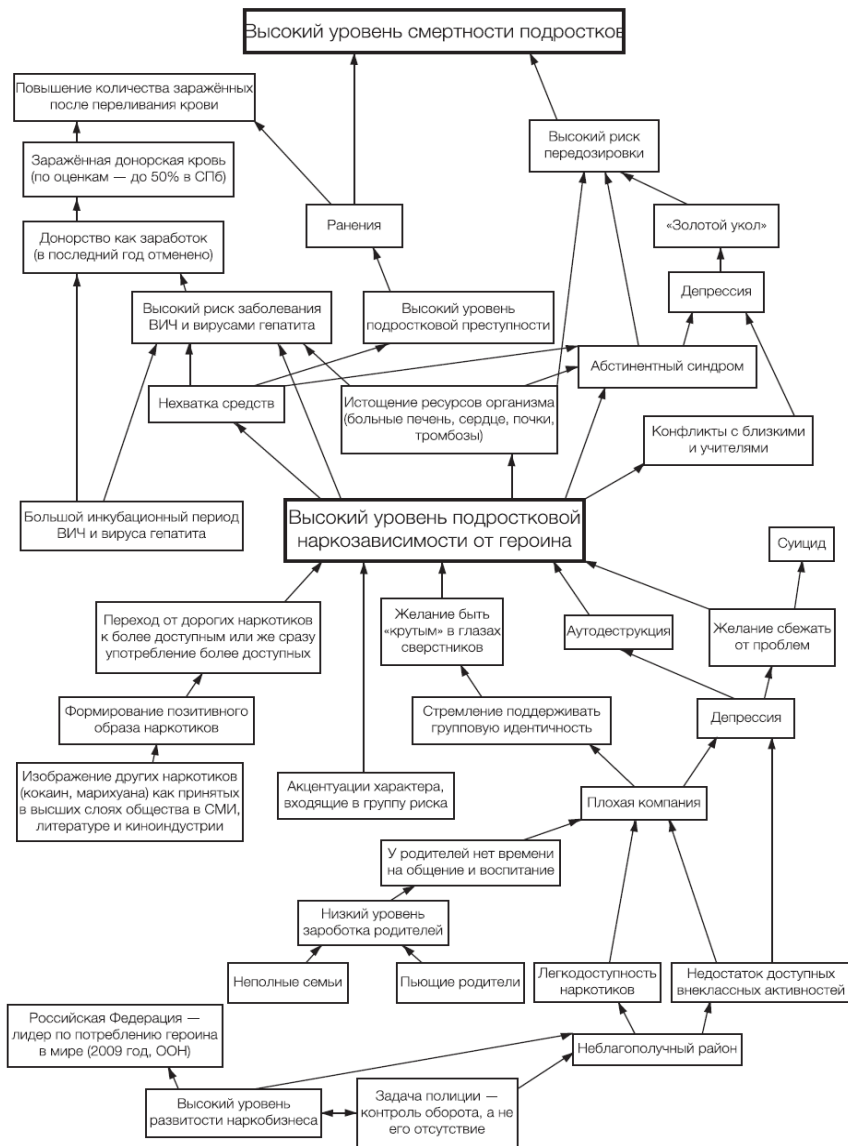 Высокий уровень смертности подростков
Повышение количества заражённых
после переливания крови
Высокий риск
передозировки
Заражённая донорская кровь
(по оценкам — до 50% в СПб)
Ранения
«Золотой укол»
Донорство как заработок
(в последний год отменено)
Депрессия
Высокий риск заболевания
ВИЧ и вирусами гепатита
Высокий уровень
подростковой преступности
Абстинентный синдром
Нехватка средств
Истощение ресурсов организма
(больные печень, сердце, почки,
тромбозы)
Конфликты с близкими
и учителями
Большой инкубационный период
ВИЧ и вируса гепатита
Высокий уровень подростковой
наркозависимости от героина
Суицид
Переход от дорогих наркотиков
к более доступным или же сразу
употребление более доступных
Желание быть
«крутым» в глазах
сверстников
Аутодеструкция
Желание сбежать
от проблем
Формирование позитивного
образа наркотиков
Стремление поддерживать
групповую идентичность
Депрессия
Изображение других наркотиков
(кокаин, марихуана) как принятых
в высших слоях общества в СМИ,
литературе и киноиндустрии
Акцентуации характера,
входящие в группу риска
Плохая компания
У родителей нет времени
на общение и воспитание
Низкий уровень
зароботка родителей
Неполные семьи
Пьющие родители
Легкодоступность
наркотиков
Недостаток доступных
внеклассных активностей
Российская Федерация —
лидер по потреблению героина
в мире (2009 год, ООН)
Неблагополучный район
Высокий уровень
развитости наркобизнеса
Задача полиции —
контроль оборота, а не
его отсутствие